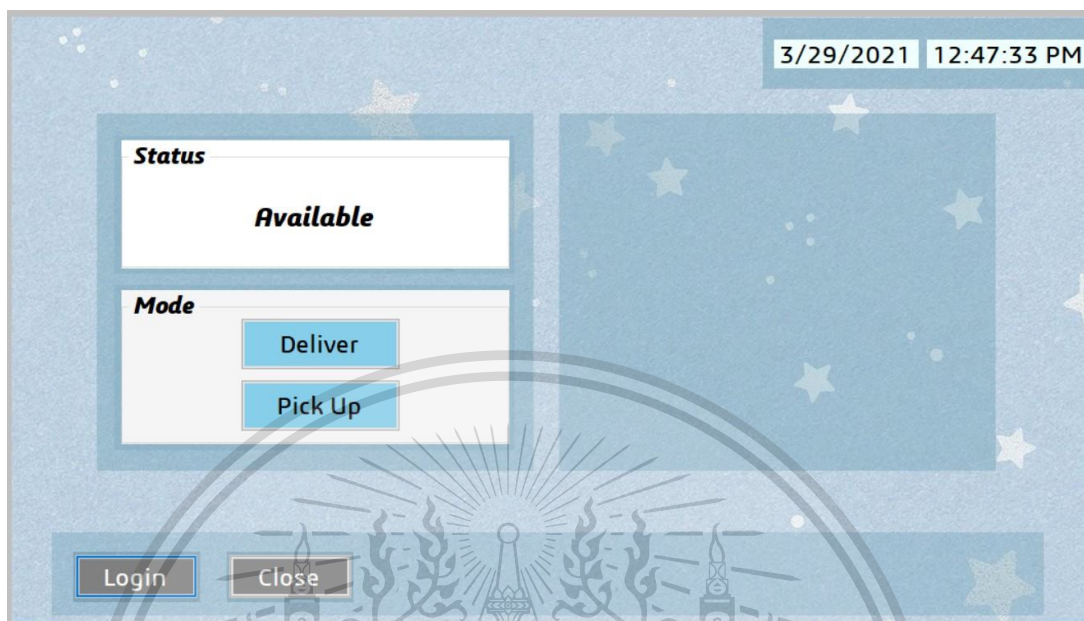 3/29/2021 12:47:33 PM
Status
Available
Mode
Deliver
Pick Up
Login Close